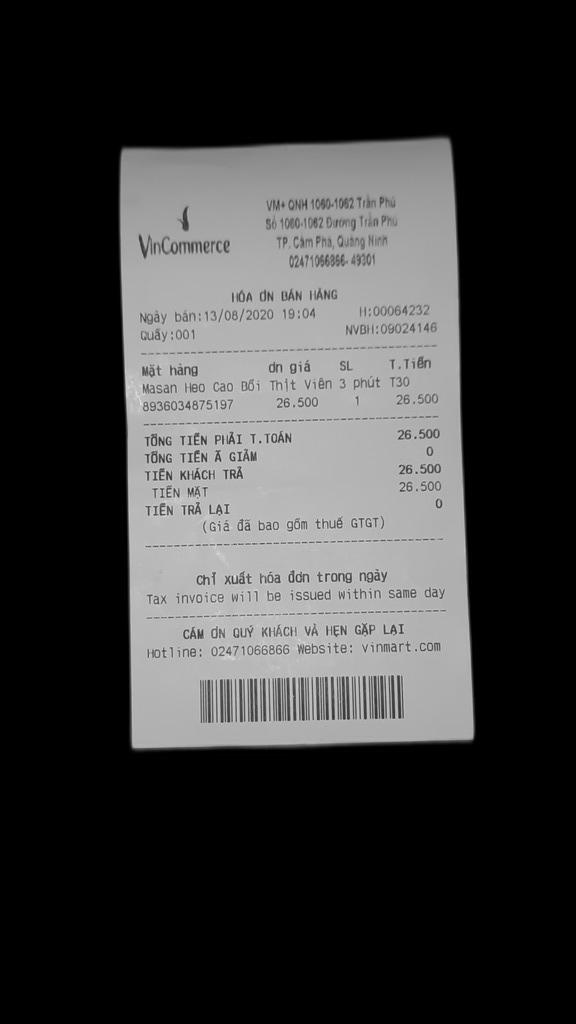 VinCommerce
VM+ QNH 1060-1062 Trần Phú
Số 1060-1062 Đường Trần Phú
TP. Cẩm Phả, Quảng Ninh
02471066866- 49301
HÓA ƠN BÁN HÀNG
Ngày bán:13/08/2020 19:04 H:00064232
Quầy:001 NVBH:09024146
Mặt hàng ơn giá SL T.Tiền
Masan Heo Cao Bồi Thịt Viên 3 phút T30
8936034875197 26.500 1 26.500
TỔNG TIỀN PHẢI T.TOÁN 26.500
TỔNG TIỀN Ã GIẢM 0
TIỀN KHÁCH TRẢ 26.500
TIỀN MẶT 26.500
TIỀN TRẢ LẠI 0
(Giá đã bao gồm thuế GTGT)
Chỉ xuất hóa đơn trong ngày
Tax invoice will be issued within same day
CẢM ƠN QUÝ KHÁCH VÀ HẸN GẶP LẠI
Hotline: 02471066866 Website: vinmart.com